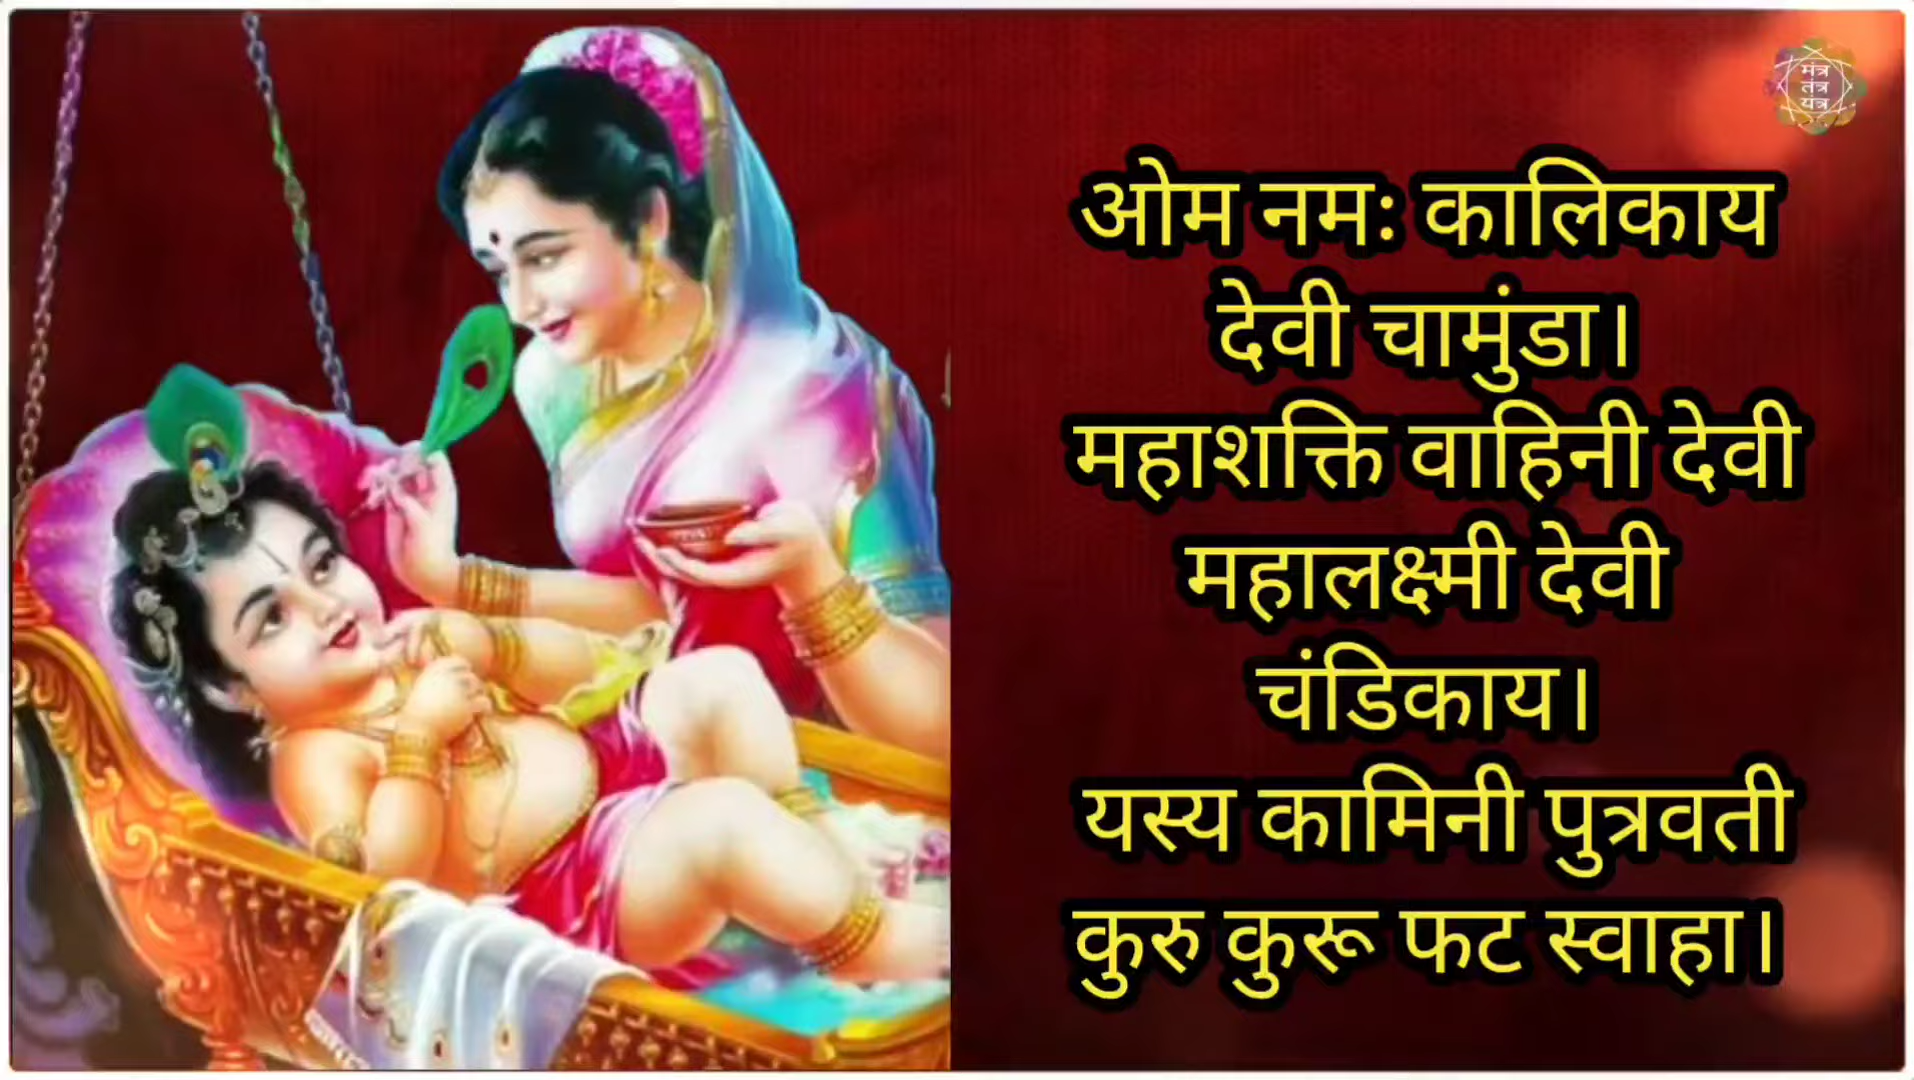 मंत्र
तंत्र
यंत्र
ओम नमः कालिकाय
देवी चामुंडा।
महाशक्ति वाहिनी देवी
महालक्ष्मी देवी
चंडिकाय।
यस्य कामिनी पुत्रवती
कुरु कुरू फट स्वाहा।